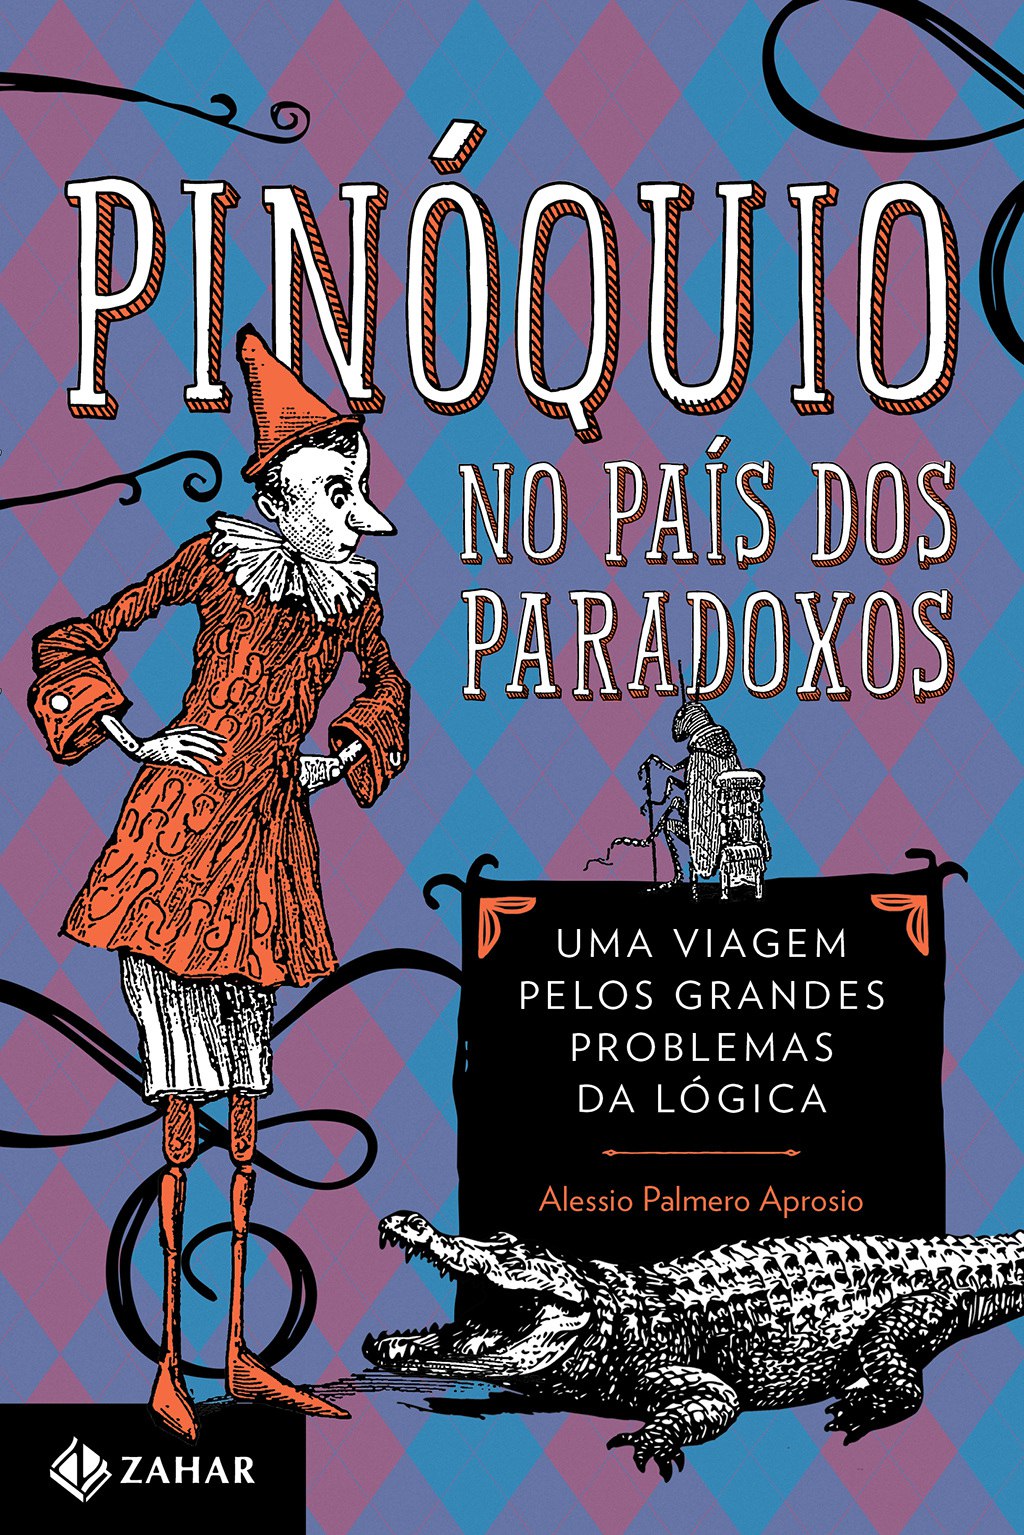 PINÓQUIO
NO PAÍS DOS
PARADOXOS
UMA VIAGEM
PELOS GRANDES
PROBLEMAS
DA LÓGICA
Alessio Palmero Aprosio
ZAHAR